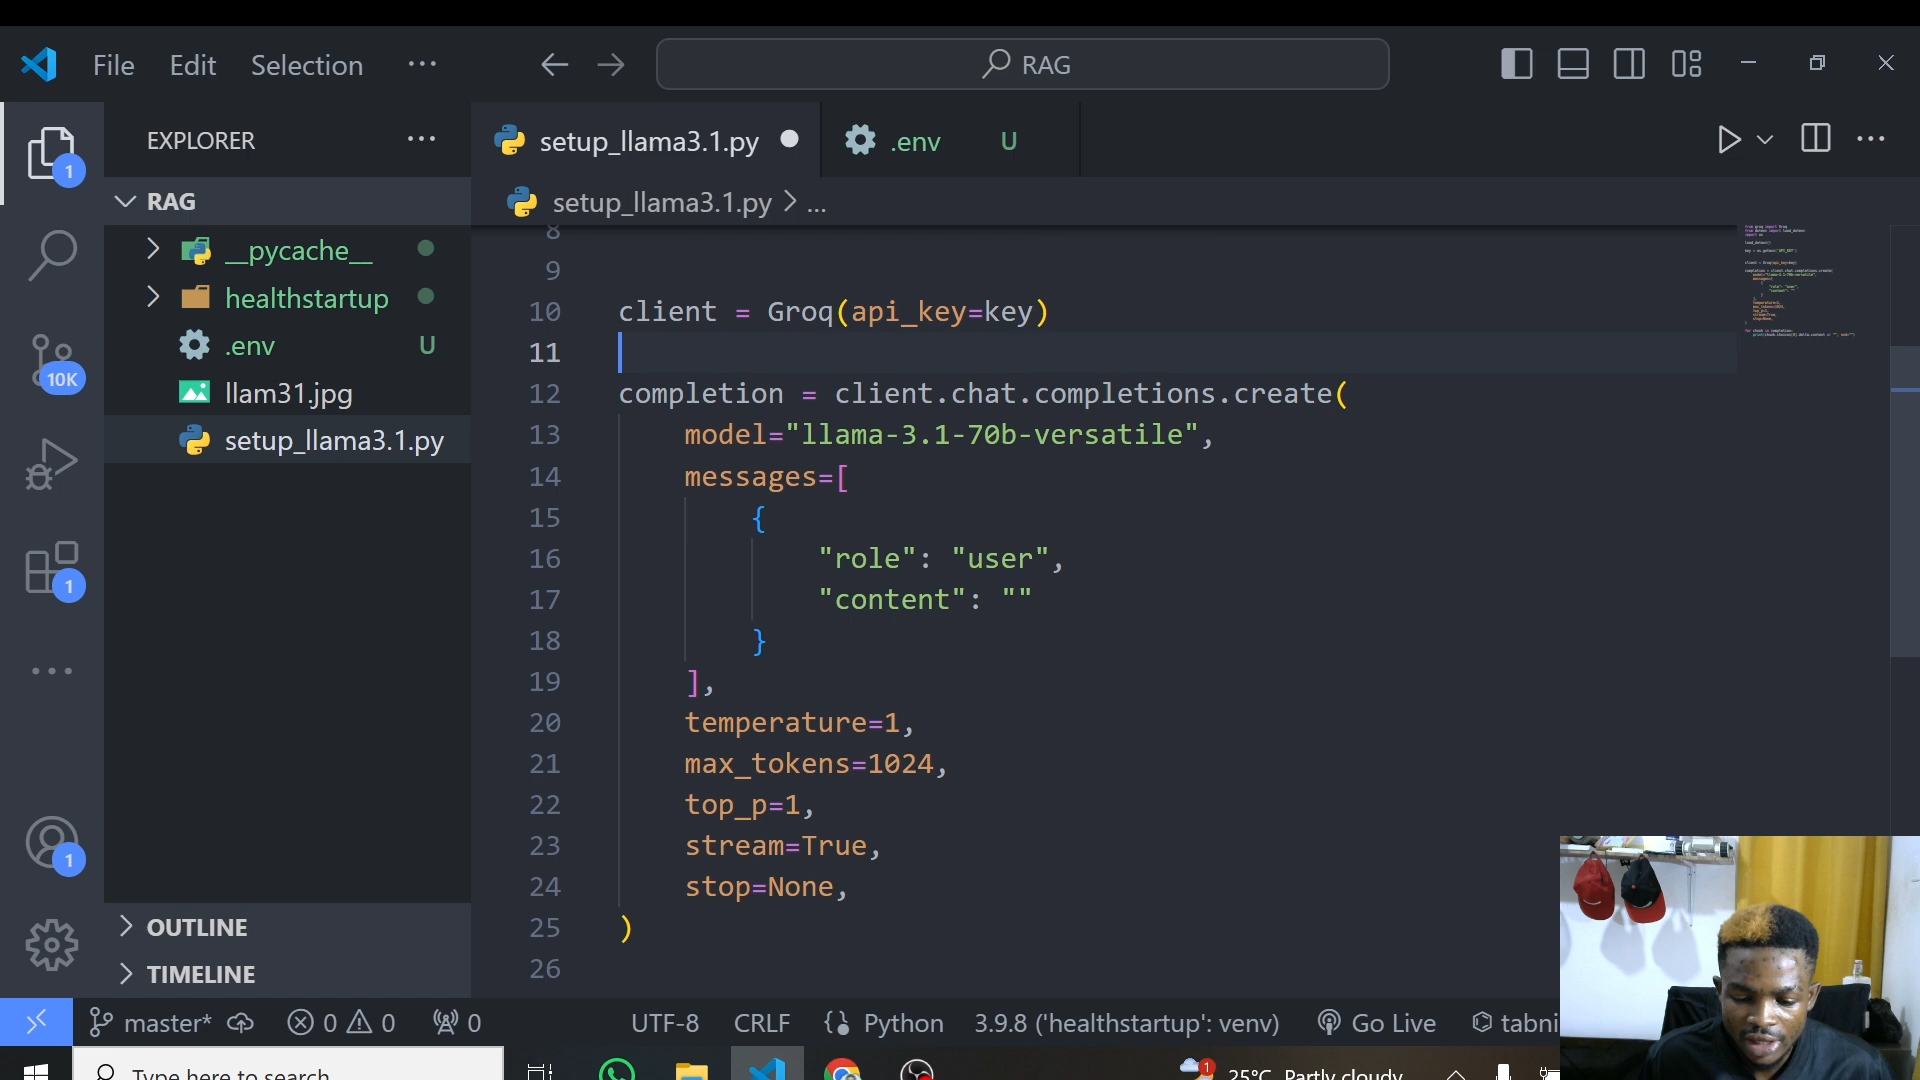 File Edit Selection ···
RAG
EXPLORER ···
setup_llama3.1.py
.env U
1
RAG
setup_llama3.1.py > ...
__pycache__
healthstartup
.env U
llam31.jpg
setup_llama3.1.py
10K
1
1
8
9
10 client = Groq(api_key=key)
11
12 completion = client.chat.completions.create(
13 model="llama-3.1-70b-versatile",
14 messages=[
15 {
16 "role": "user",
17 "content": ""
18 }
19 ],
20 temperature=1,
21 max_tokens=1024,
22 top_p=1,
23 stream=True,
24 stop=None,
25 )
26
OUTLINE
TIMELINE
master* 0 0 0 UTF-8 CRLF Python 3.9.8 ('healthstartup': venv) Go Live tabni
Type here to search 1 25°C Partly cloudy